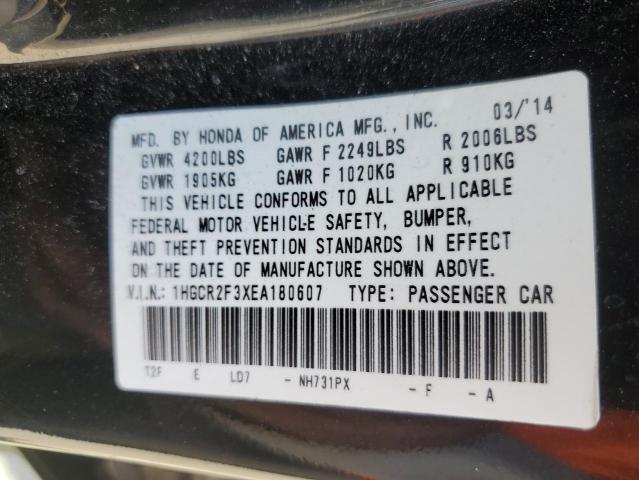 MFD. BY HONDA OF AMERICA MFG., INC. 03/'14
GVWR 4200LBS GAWR F 2249LBS R 2006LBS
GVWR 1905KG GAWR F 1020KG R 910KG
THIS VEHICLE CONFORMS TO ALL APPLICABLE
FEDERAL MOTOR VEHICLE SAFETY, BUMPER,
AND THEFT PREVENTION STANDARDS IN EFFECT
ON THE DATE OF MANUFACTURE SHOWN ABOVE.
V.I.N.: 1HGCR2F3XEA180607 TYPE: PASSENGER CAR
T2F E LD7 - NH731PX - F - A